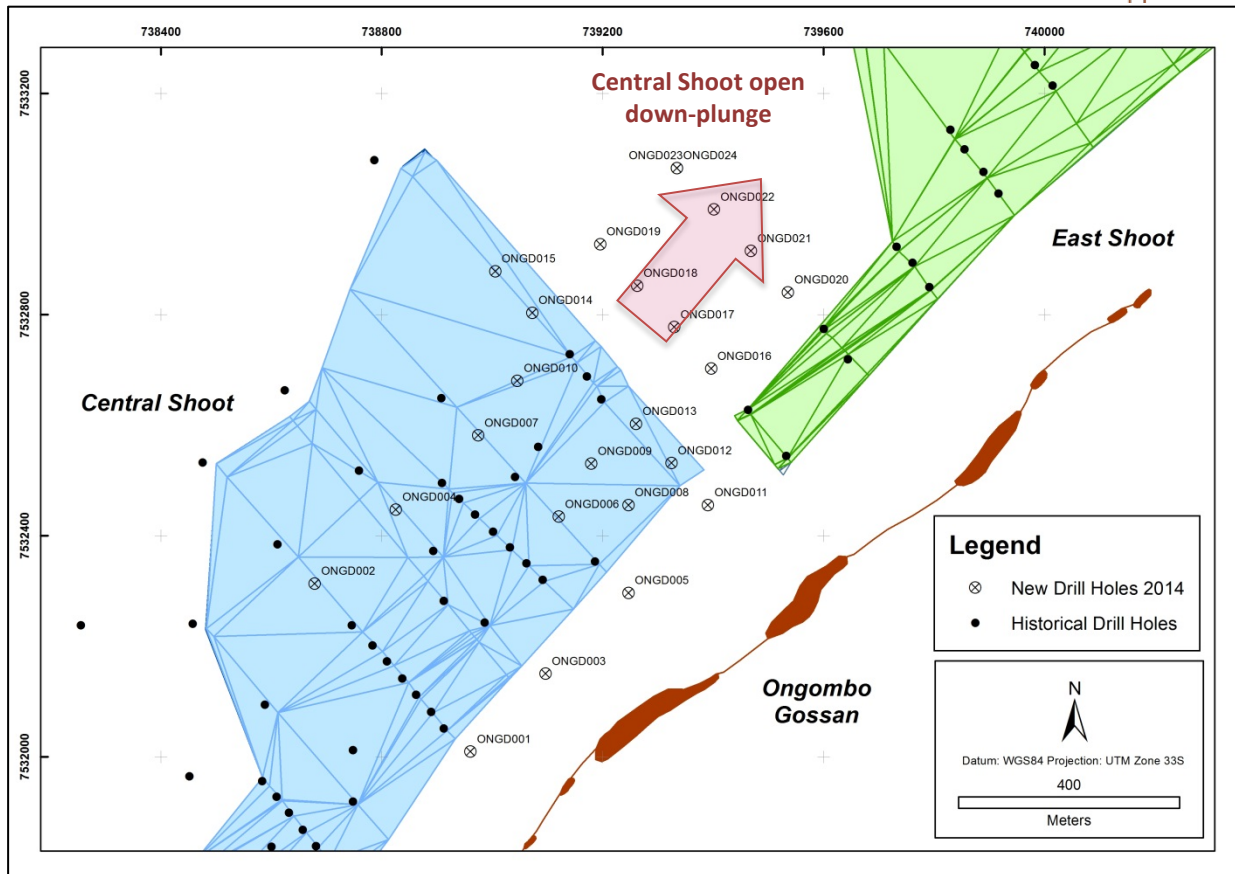 738400
738800
739200
739600
740000
7533200
7532800
7532400
7532000
Central Shoot open
down-plunge
ONGD023ONGD024
ONGD022
ONGD019
ONGD021
ONGD015
ONGD018
ONGD020
East Shoot
ONGD014
ONGD017
ONGD016
ONGD010
Central Shoot
ONGD013
ONGD007
ONGD009
ONGD012
ONGD004
ONGD006
ONGD008
ONGD011
ONGD002
ONGD005
ONGD003
ONGD001
Ongombo
Gossan
Legend
New Drill Holes 2014
Historical Drill Holes
N
Datum: WGS84 Projection: UTM Zone 33S
400
Meters